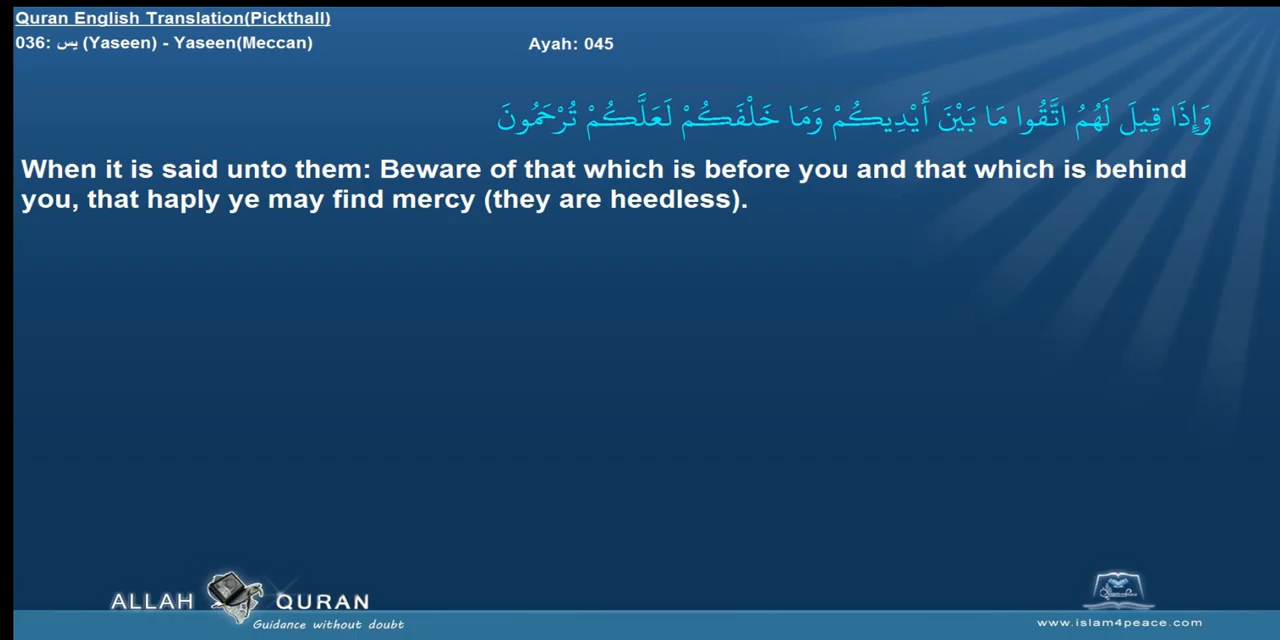 Quran English Translation(Pickthall)
036: يس (Yaseen) - Yaseen(Meccan)
Ayah: 045
وَإِذَا قِيلَ لَهُمُ اتَّقُوا مَا بَيْنَ أَيْدِيكُمْ وَمَا خَلْفَكُمْ لَعَلَّكُمْ تُرْحَمُونَ
When it is said unto them: Beware of that which is before you and that which is behind
you, that haply ye may find mercy (they are heedless).
ALLAH QURAN
Guidance without doubt
www.islam4peace.com